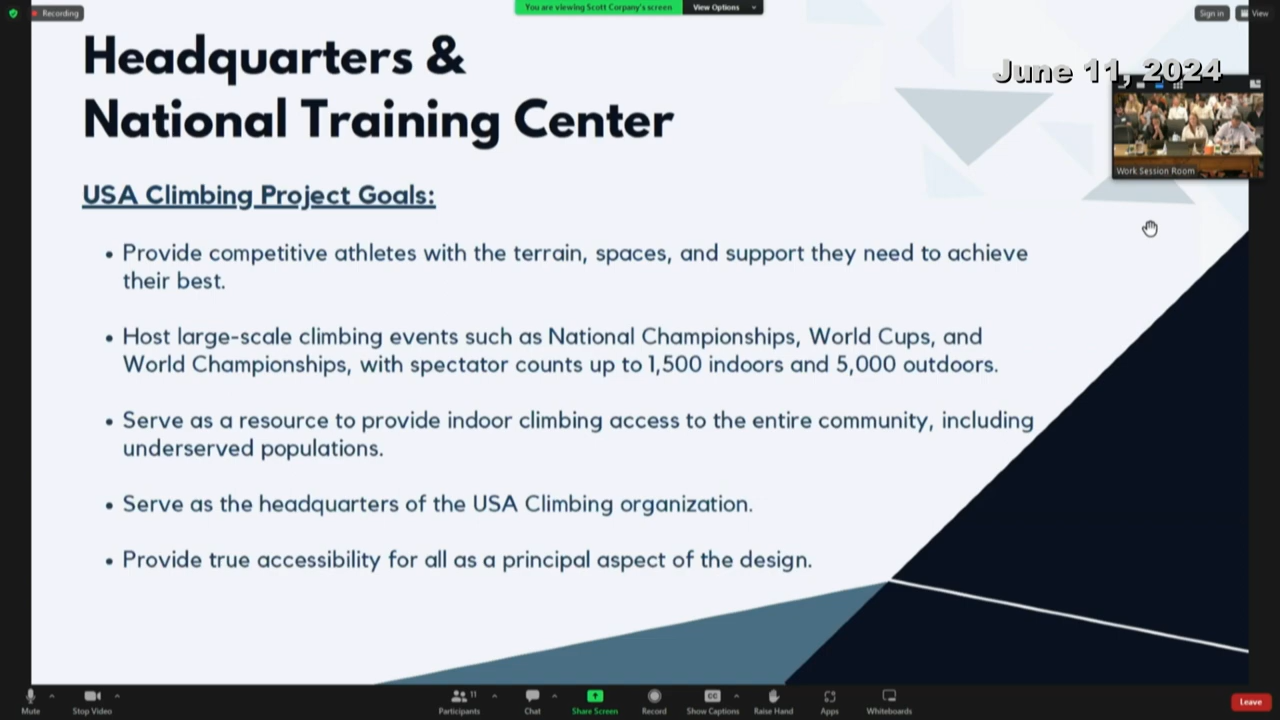 Recording
You are viewing Scott Corpany's screen
View Options
Sign in
View
Headquarters &
National Training Center
June 11, 2024
Work Session Room
USA Climbing Project Goals:
• Provide competitive athletes with the terrain, spaces, and support they need to achieve
their best.
• Host large-scale climbing events such as National Championships, World Cups, and
World Championships, with spectator counts up to 1,500 indoors and 5,000 outdoors.
• Serve as a resource to provide indoor climbing access to the entire community, including
underserved populations.
• Serve as the headquarters of the USA Climbing organization.
• Provide true accessibility for all as a principal aspect of the design.
Mute
Stop Video
Participants
11
Chat
Share Screen
Record
CC
Show Captions
Raise Hand
Apps
Whiteboards
Leave